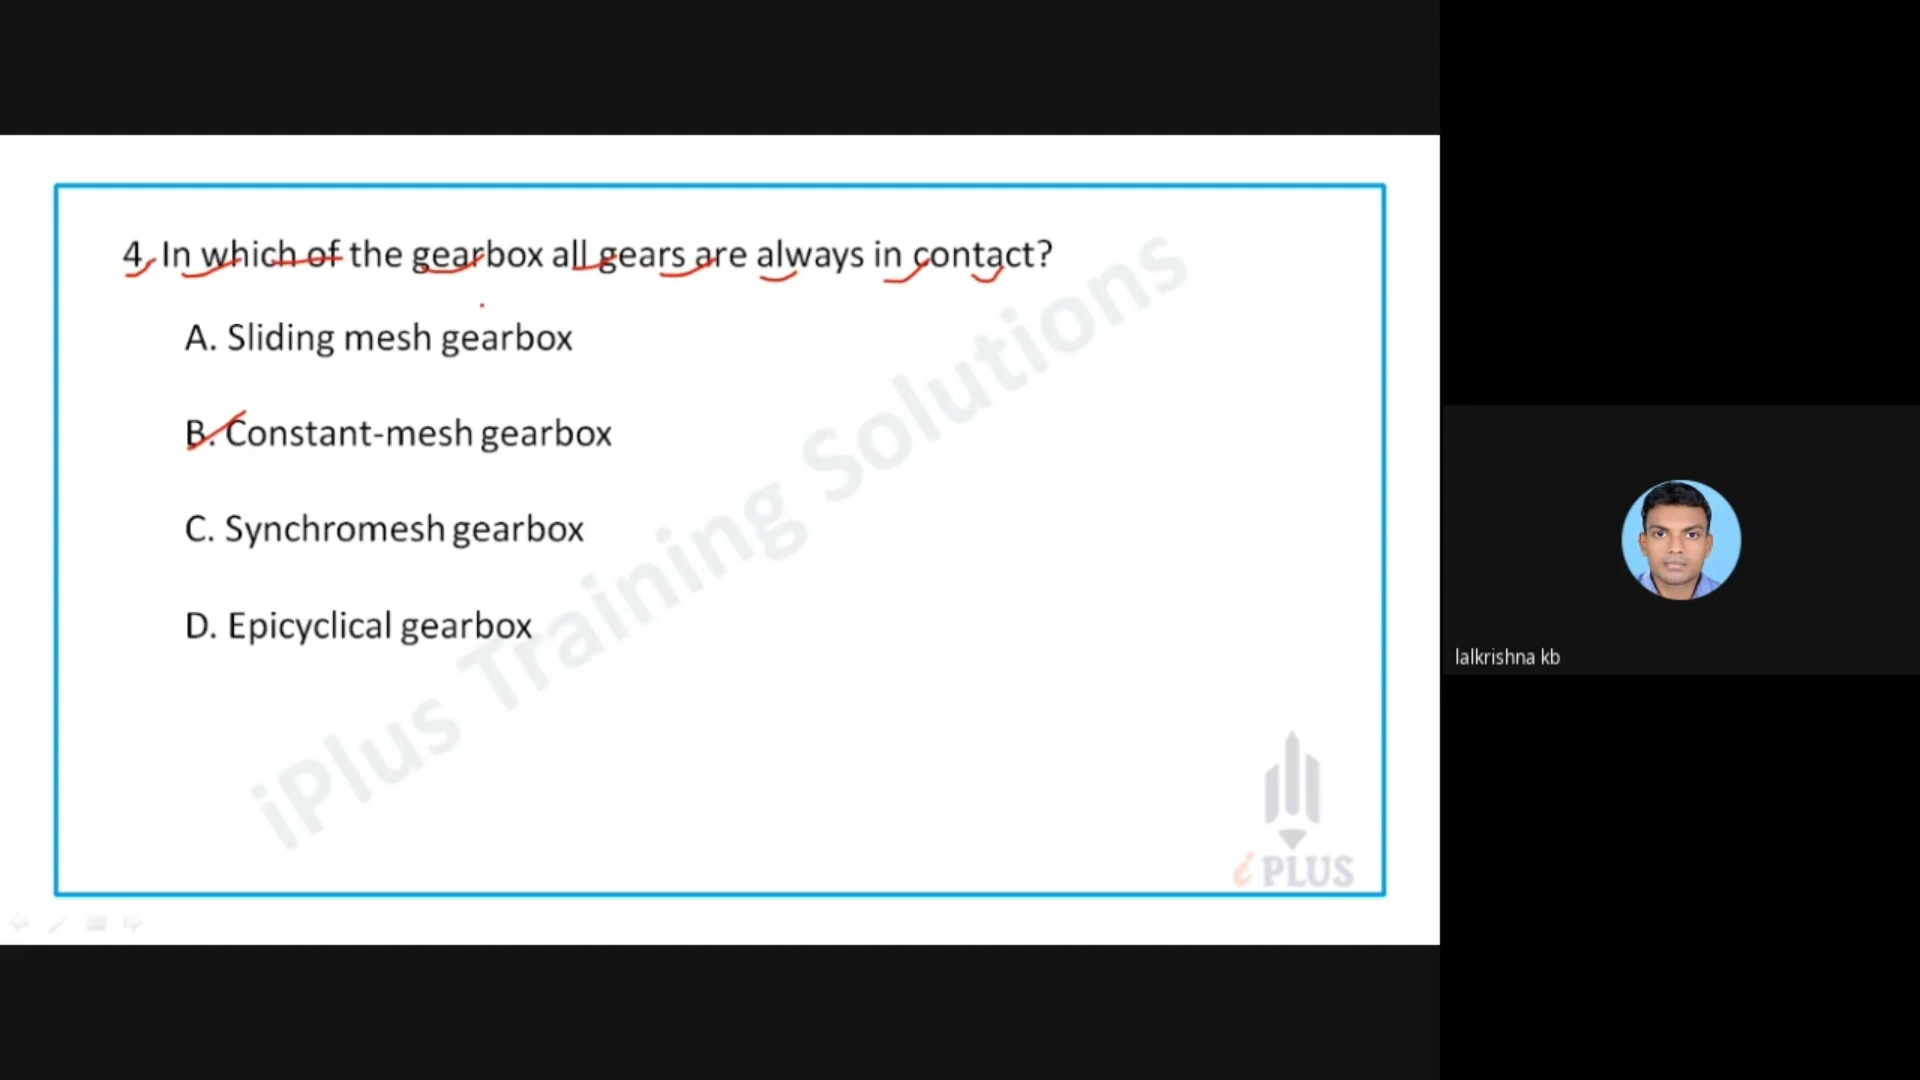 4. In which of the gearbox all gears are always in contact?
A. Sliding mesh gearbox
B. Constant-mesh gearbox
C. Synchromesh gearbox
D. Epicyclical gearbox
iPlus Training Solutions
i PLUS
lalkrishna kb